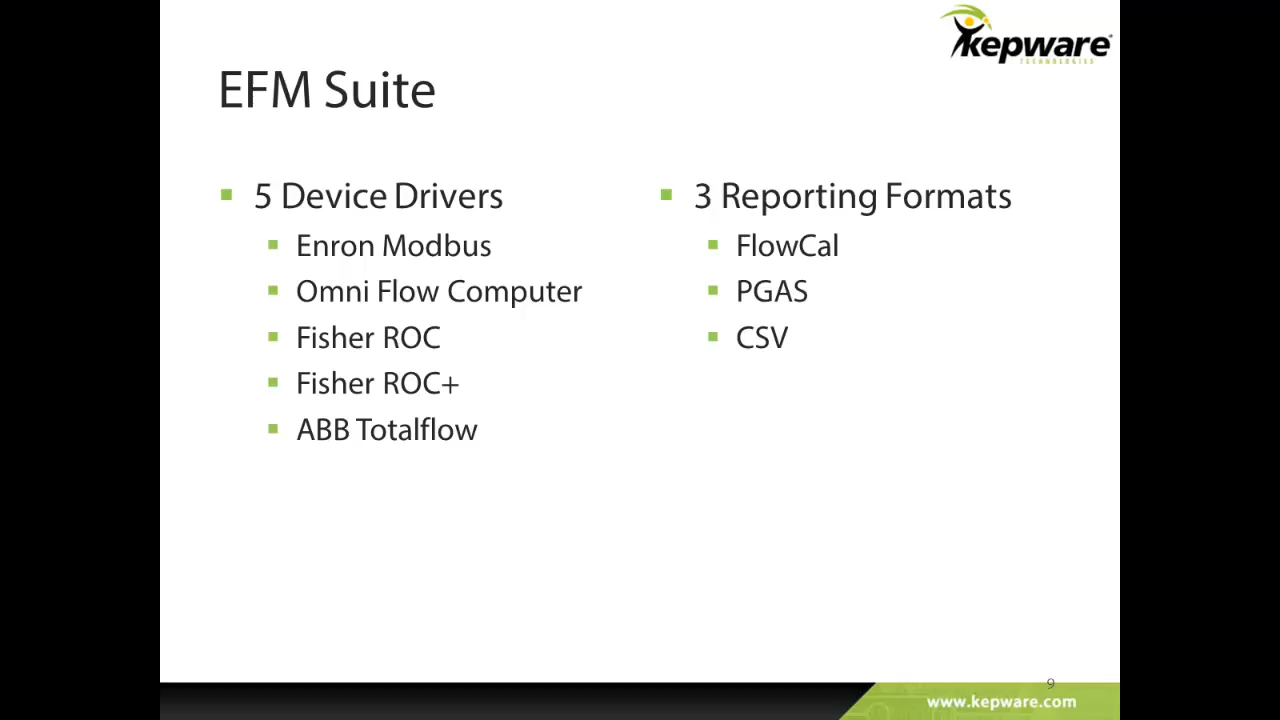 kepware
TECHNOLOGIES
EFM Suite
5 Device Drivers
Enron Modbus
Omni Flow Computer
Fisher ROC
Fisher ROC+
ABB Totalflow
3 Reporting Formats
FlowCal
PGAS
CSV
9
www.kepware.com